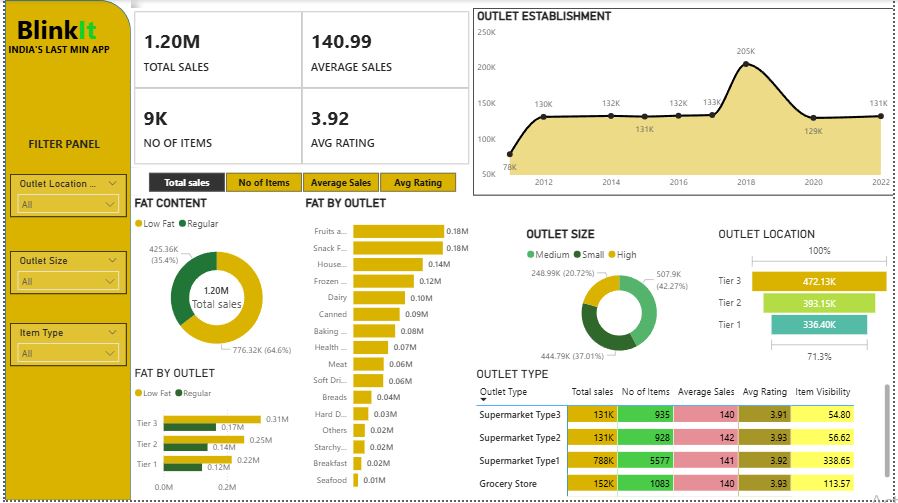 BlinkIt
INDIA'S LAST MIN APP
FILTER PANEL
Outlet Location ...
All
Outlet Size
All
Item Type
All
1.20M
TOTAL SALES
140.99
AVERAGE SALES
9K
NO OF ITEMS
3.92
AVG RATING
OUTLET ESTABLISHMENT
250K
200K
150K
100K
50K
78K
130K
132K
131K
132K
133K
205K
129K
131K
2012
2014
2016
2018
2020
2022
Total sales
No of Items
Average Sales
Avg Rating
FAT CONTENT
Low Fat
Regular
425.36K
(35.4%)
1.20M
Total sales
776.32K (64.6%)
FAT BY OUTLET
Low Fat
Regular
Tier 3
0.31M
0.17M
Tier 2
0.25M
0.14M
Tier 1
0.22M
0.12M
0.0M
0.2M
FAT BY OUTLET
Fruits a...
0.18M
Snack F...
0.18M
House...
0.14M
Frozen ...
0.12M
Dairy
0.10M
Canned
0.09M
Baking ...
0.08M
Health ...
0.07M
Meat
0.06M
Soft Dri...
0.06M
Breads
0.04M
Hard D...
0.03M
Others
0.02M
Starchy...
0.02M
Breakfast
0.02M
Seafood
0.01M
OUTLET SIZE
Medium
Small
High
248.99K (20.72%)
507.9K
(42.27%)
444.79K (37.01%)
OUTLET LOCATION
100%
Tier 3
472.13K
Tier 2
393.15K
Tier 1
336.40K
71.3%
OUTLET TYPE
Outlet Type Total sales No of Items Average Sales Avg Rating Item Visibility
Supermarket Type3 131K 935 140 3.91 54.80
Supermarket Type2 131K 928 142 3.93 56.62
Supermarket Type1 788K 5577 141 3.92 338.65
Grocery Store 152K 1083 140 3.93 113.57